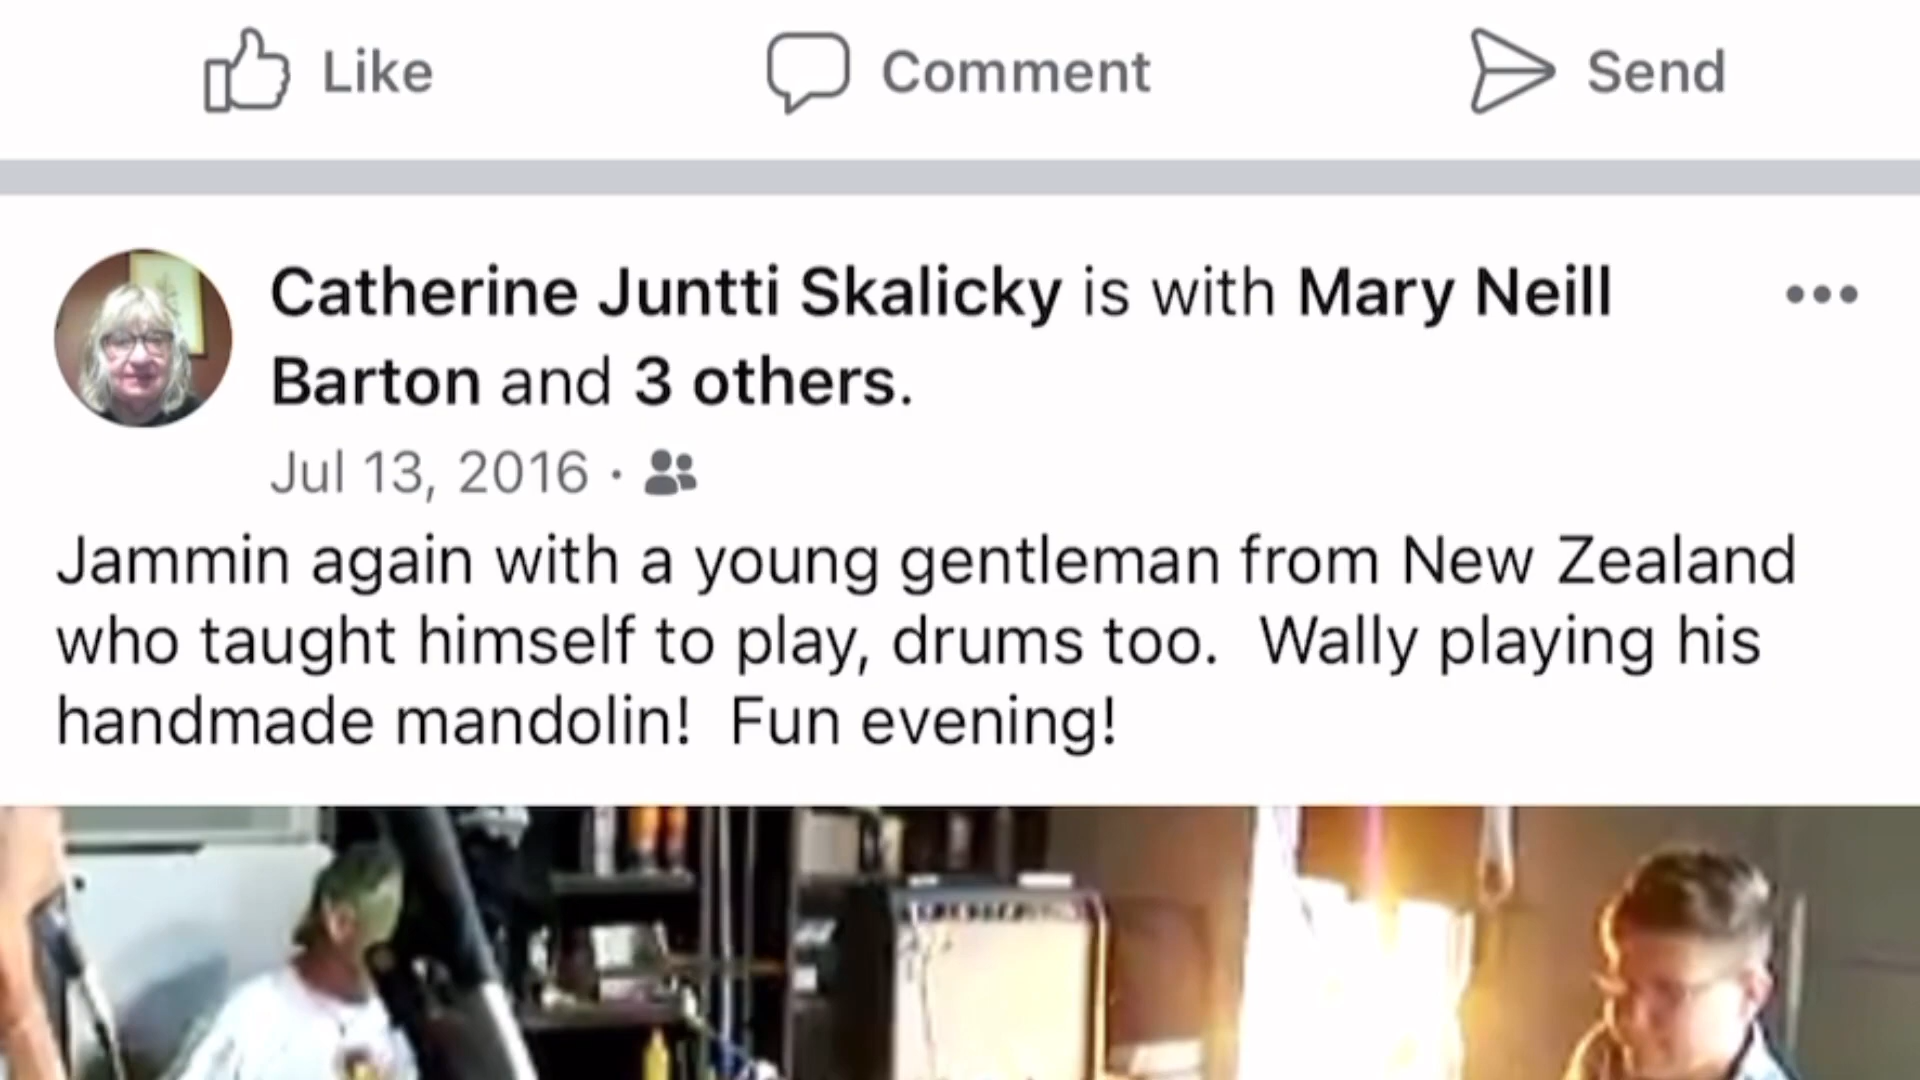 Like Comment Send
Catherine Juntti Skalicky is with Mary Neill
Barton and 3 others.
Jul 13, 2016 ·
Jammin again with a young gentleman from New Zealand
who taught himself to play, drums too.  Wally playing his
handmade mandolin!  Fun evening!